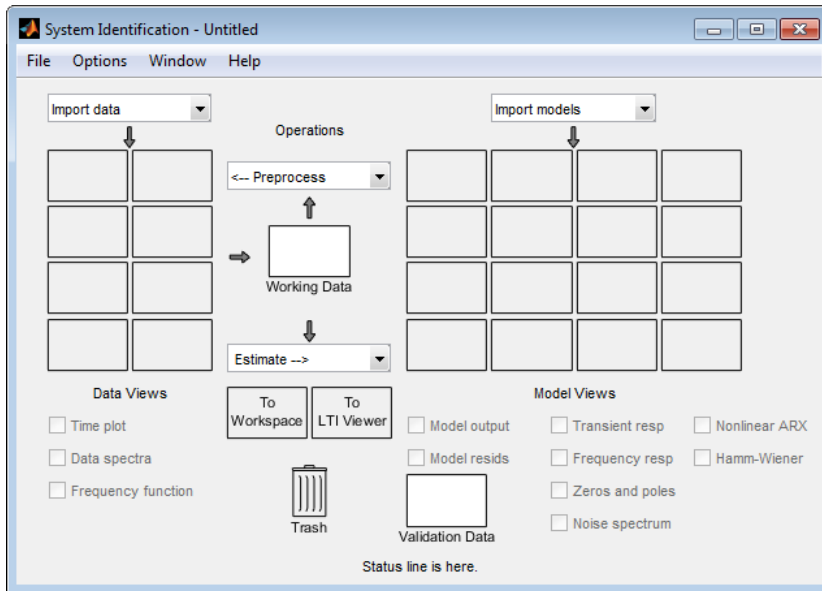 System Identification - Untitled
File Options Window Help
Import data
Import models
Operations
<-- Preprocess
Working Data
Estimate -->
Data Views
Model Views
To Workspace
To LTI Viewer
Time plot
Data spectra
Frequency function
Model output
Model resids
Transient resp
Frequency resp
Zeros and poles
Noise spectrum
Nonlinear ARX
Hamm-Wiener
Trash
Validation Data
Status line is here.